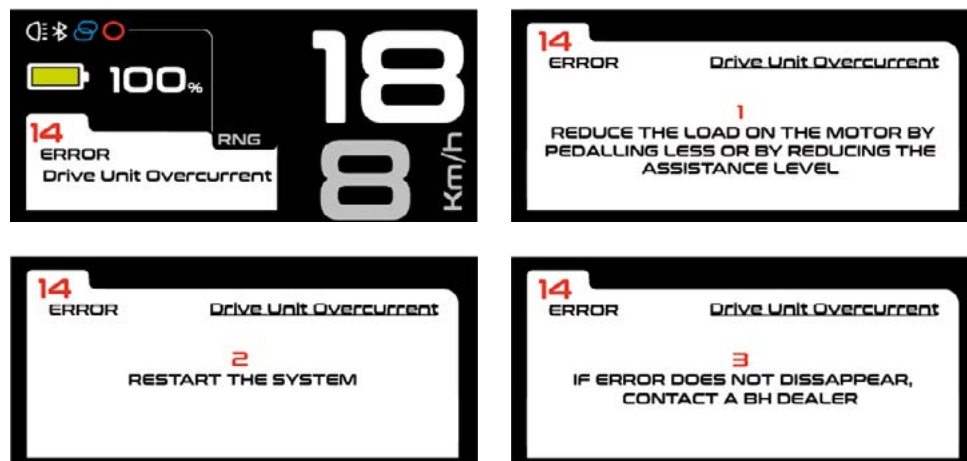 100%
18
8
Km/h
RNG
14
ERROR
Drive Unit Overcurrent
14
ERROR
Drive Unit Overcurrent
1
REDUCE THE LOAD ON THE MOTOR BY
PEDALLING LESS OR BY REDUCING THE
ASSISTANCE LEVEL
14
ERROR
Drive Unit Overcurrent
2
RESTART THE SYSTEM
14
ERROR
Drive Unit Overcurrent
3
IF ERROR DOES NOT DISSAPPEAR,
CONTACT A BH DEALER